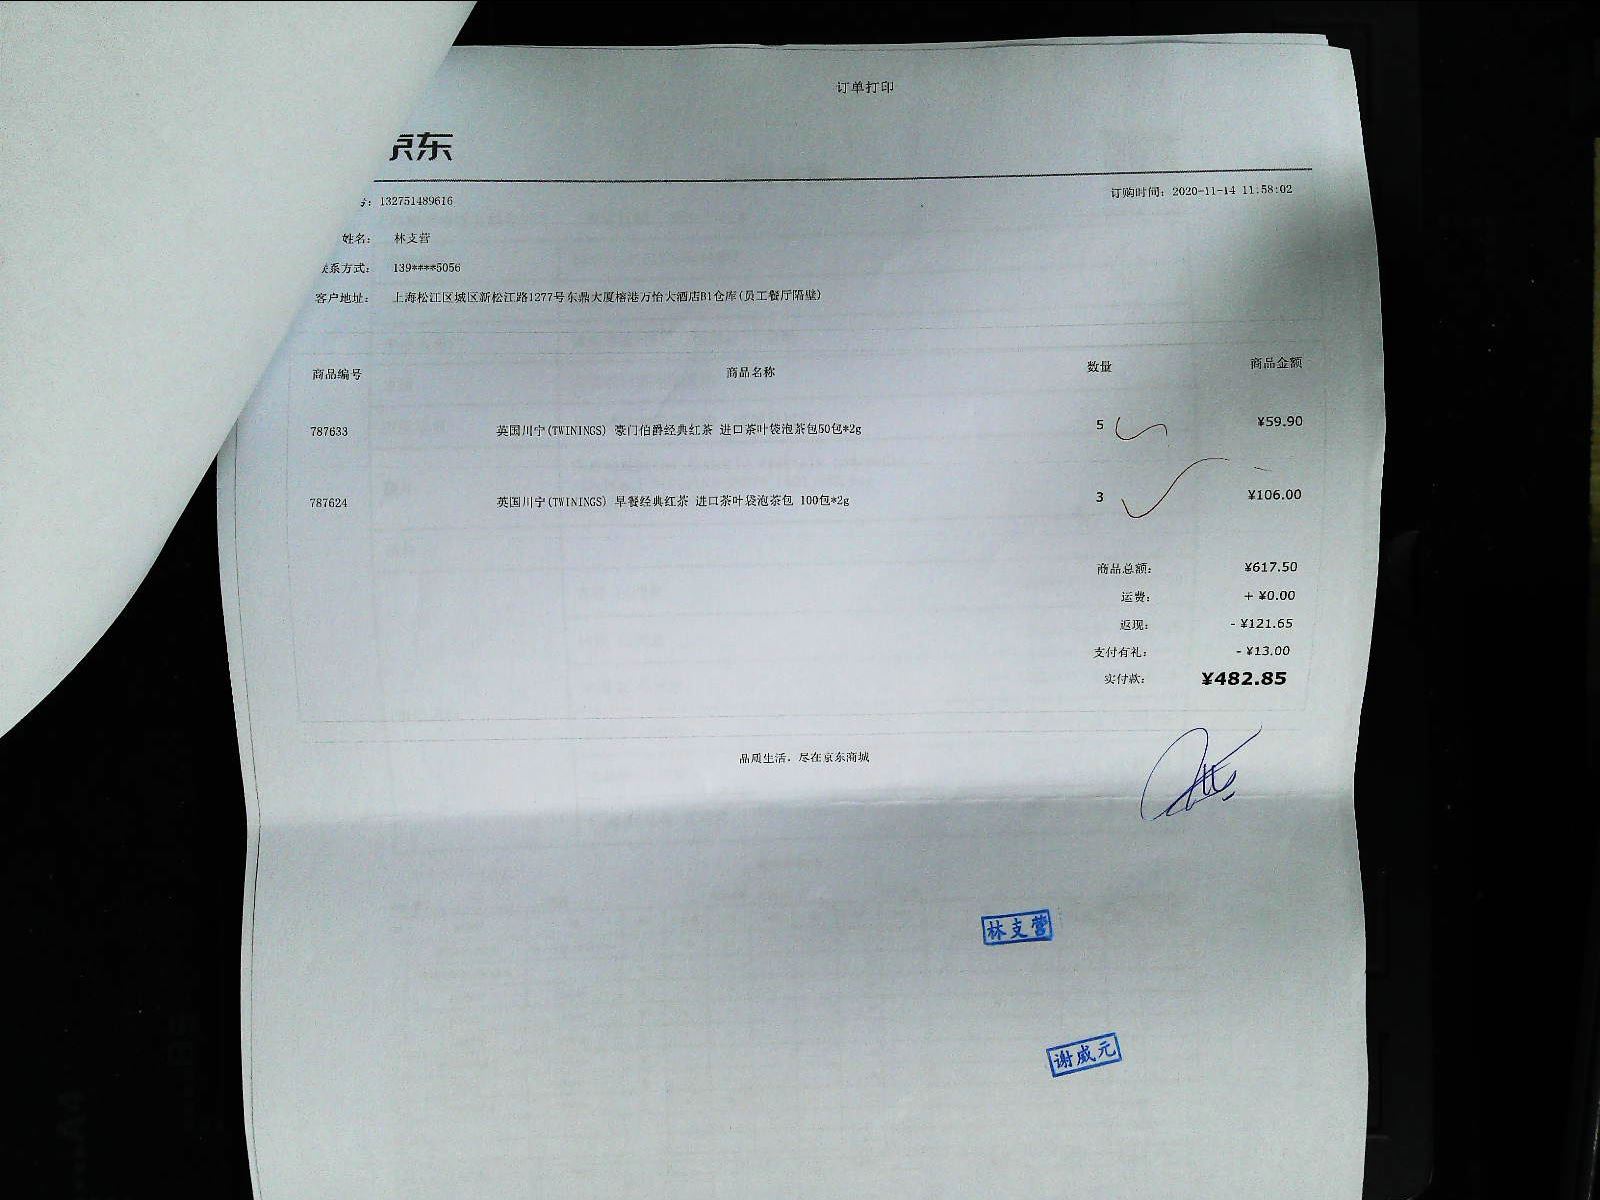 订单打印
京东
号：132751489616 订购时间：2020-11-14 11:58:02
姓名： 林支营
联系方式： 139****5056
客户地址： 上海松江区城区新松江路1277号东鼎大厦榕港万怡大酒店B1仓库(员工餐厅隔壁)
商品编号 商品名称 数量 商品金额
787633 英国川宁(TWININGS) 豪门伯爵经典红茶 进口茶叶袋泡茶包50包*2g 5 ¥59.90
787624 英国川宁(TWININGS) 早餐经典红茶 进口茶叶袋泡茶包 100包*2g 3 ¥106.00
商品总额： ¥617.50
运费： + ¥0.00
返现： - ¥121.65
支付有礼： - ¥13.00
实付款： ¥482.85
品质生活，尽在京东商城
林支营
谢威元